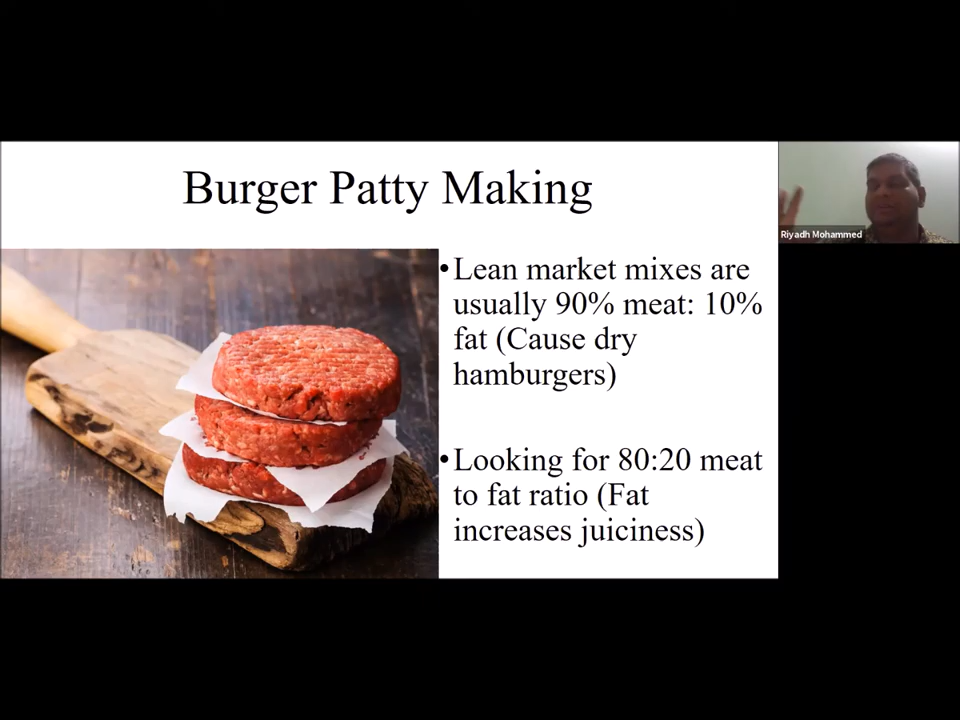 Burger Patty Making
Riyadh Mohammed
•Lean market mixes are
usually 90% meat: 10%
fat (Cause dry
hamburgers)
•Looking for 80:20 meat
to fat ratio (Fat
increases juiciness)